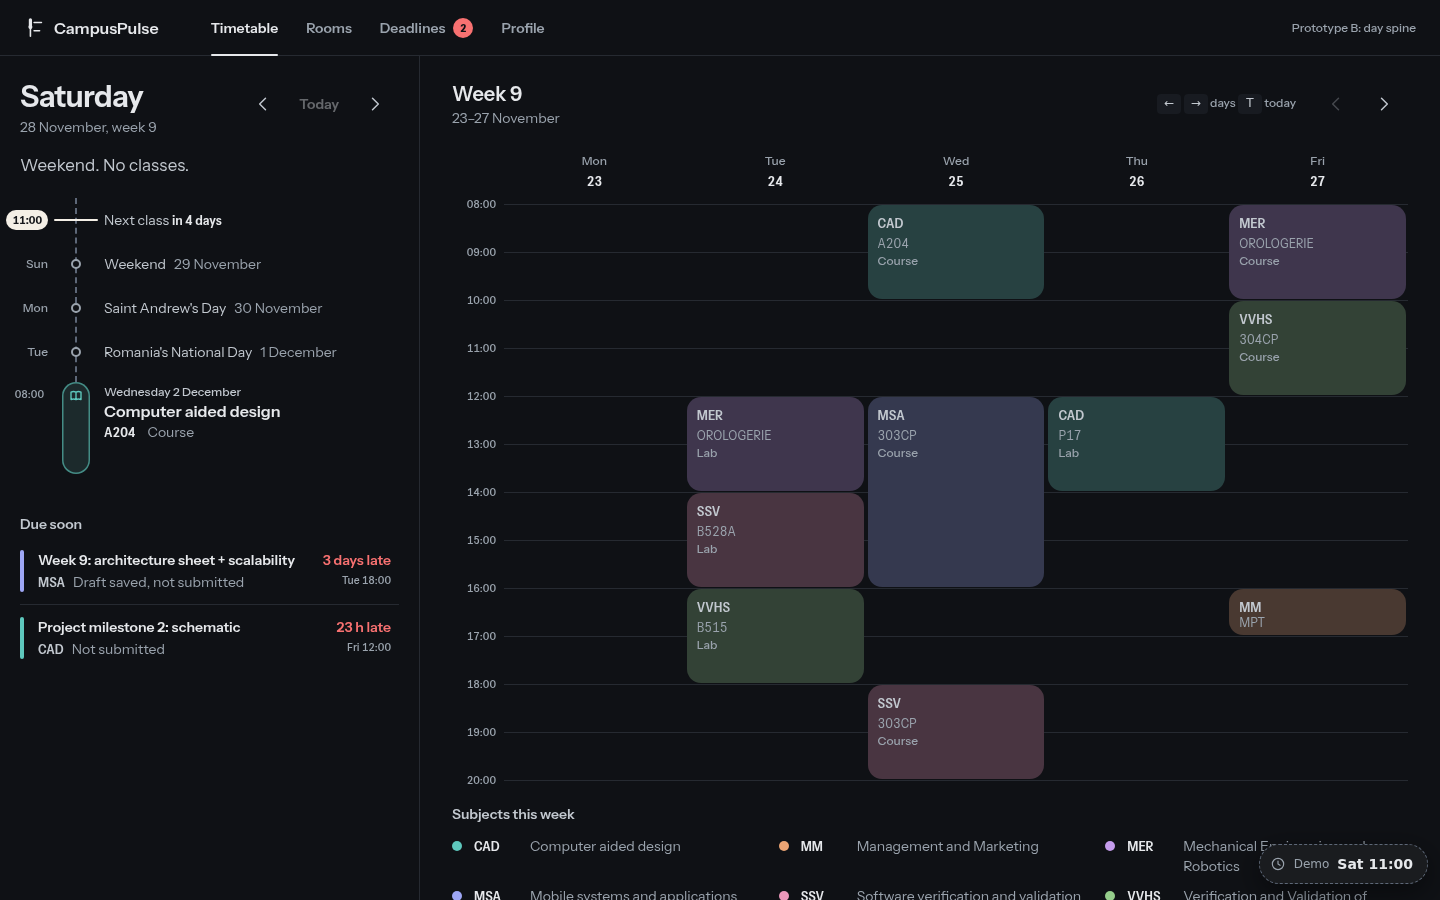 CampusPulse
Timetable
Rooms
Deadlines 2
Profile
Prototype B: day spine
Saturday
28 November, week 9
Today
Weekend. No classes.
11:00 Next class in 4 days
Sun Weekend 29 November
Mon Saint Andrew's Day 30 November
Tue Romania's National Day 1 December
08:00 Wednesday 2 December
Computer aided design
A204 Course
Due soon
Week 9: architecture sheet + scalability 3 days late
MSA Draft saved, not submitted Tue 18:00
Project milestone 2: schematic 23 h late
CAD Not submitted Fri 12:00
Week 9
23–27 November
← → days T today
Mon Tue Wed Thu Fri
23 24 25 26 27
08:00
09:00
10:00
11:00
12:00
13:00
14:00
15:00
16:00
17:00
18:00
19:00
20:00
MER
OROLOGERIE
Lab
SSV
B528A
Lab
VVHS
B515
Lab
CAD
A204
Course
MSA
303CP
Course
SSV
303CP
Course
CAD
P17
Lab
MER
OROLOGERIE
Course
VVHS
304CP
Course
MM
MPT
Subjects this week
CAD Computer aided design
MM Management and Marketing
MER Mechanical
Robotics
MSA Mobile systems and applications
SSV Software verification and validation
VVHS Verification and Validation of
Demo Sat 11:00